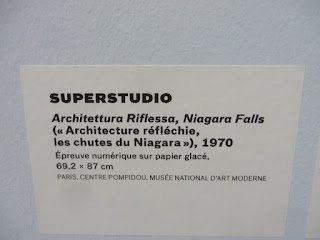 SUPERSTUDIO
Architettura Riflessa, Niagara Falls
(« Architecture réfléchie,
les chutes du Niagara »), 1970
Épreuve numérique sur papier glacé,
69,2 × 87 cm
PARIS, CENTRE POMPIDOU, MUSÉE NATIONAL D'ART MODERNE